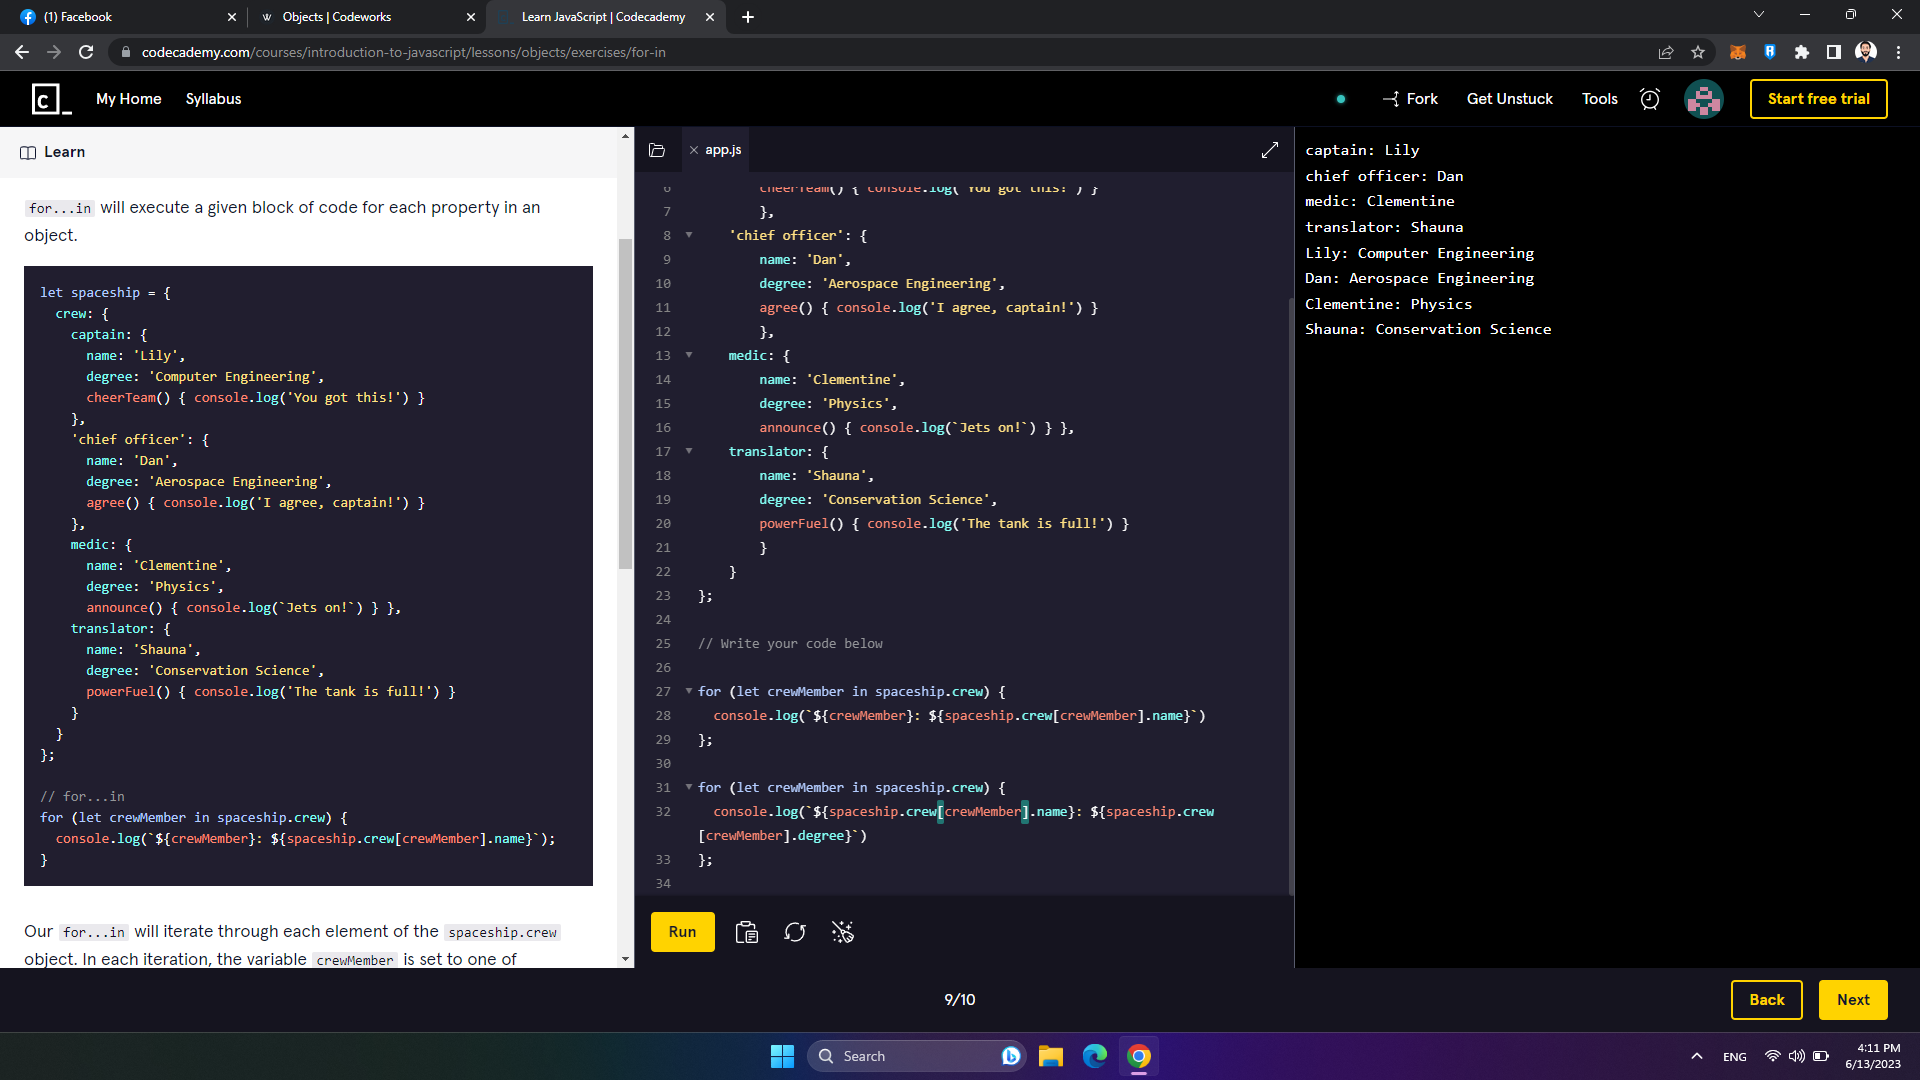 (1) Facebook
Objects | Codeworks
Learn JavaScript | Codecademy
codecademy.com/courses/introduction-to-javascript/lessons/objects/exercises/for-in
My Home
Syllabus
Fork
Get Unstuck
Tools
Start free trial
Learn
for...in will execute a given block of code for each property in an
object.
let spaceship = {
crew: {
captain: {
name: 'Lily',
degree: 'Computer Engineering',
cheerTeam() { console.log('You got this!') }
},
'chief officer': {
name: 'Dan',
degree: 'Aerospace Engineering',
agree() { console.log('I agree, captain!') }
},
medic: {
name: 'Clementine',
degree: 'Physics',
announce() { console.log(`Jets on!`) } },
translator: {
name: 'Shauna',
degree: 'Conservation Science',
powerFuel() { console.log('The tank is full!') }
}
}
};
// for...in
for (let crewMember in spaceship.crew) {
console.log(`${crewMember}: ${spaceship.crew[crewMember].name}`);
}
Our for...in will iterate through each element of the spaceship.crew
object. In each iteration, the variable crewMember is set to one of
app.js
6 cheerTeam() { console.log('You got this!') }
7 },
8 'chief officer': {
9 name: 'Dan',
10 degree: 'Aerospace Engineering',
11 agree() { console.log('I agree, captain!') }
12 },
13 medic: {
14 name: 'Clementine',
15 degree: 'Physics',
16 announce() { console.log(`Jets on!`) } },
17 translator: {
18 name: 'Shauna',
19 degree: 'Conservation Science',
20 powerFuel() { console.log('The tank is full!') }
21 }
22 }
23 };
24
25 // Write your code below
26
27 for (let crewMember in spaceship.crew) {
28 console.log(`${crewMember}: ${spaceship.crew[crewMember].name}`)
29 };
30
31 for (let crewMember in spaceship.crew) {
32 console.log(`${spaceship.crew[crewMember].name}: ${spaceship.crew
[crewMember].degree}`)
33 };
34
Run
captain: Lily
chief officer: Dan
medic: Clementine
translator: Shauna
Lily: Computer Engineering
Dan: Aerospace Engineering
Clementine: Physics
Shauna: Conservation Science
9/10
Back
Next
Search
ENG
4:11 PM
6/13/2023